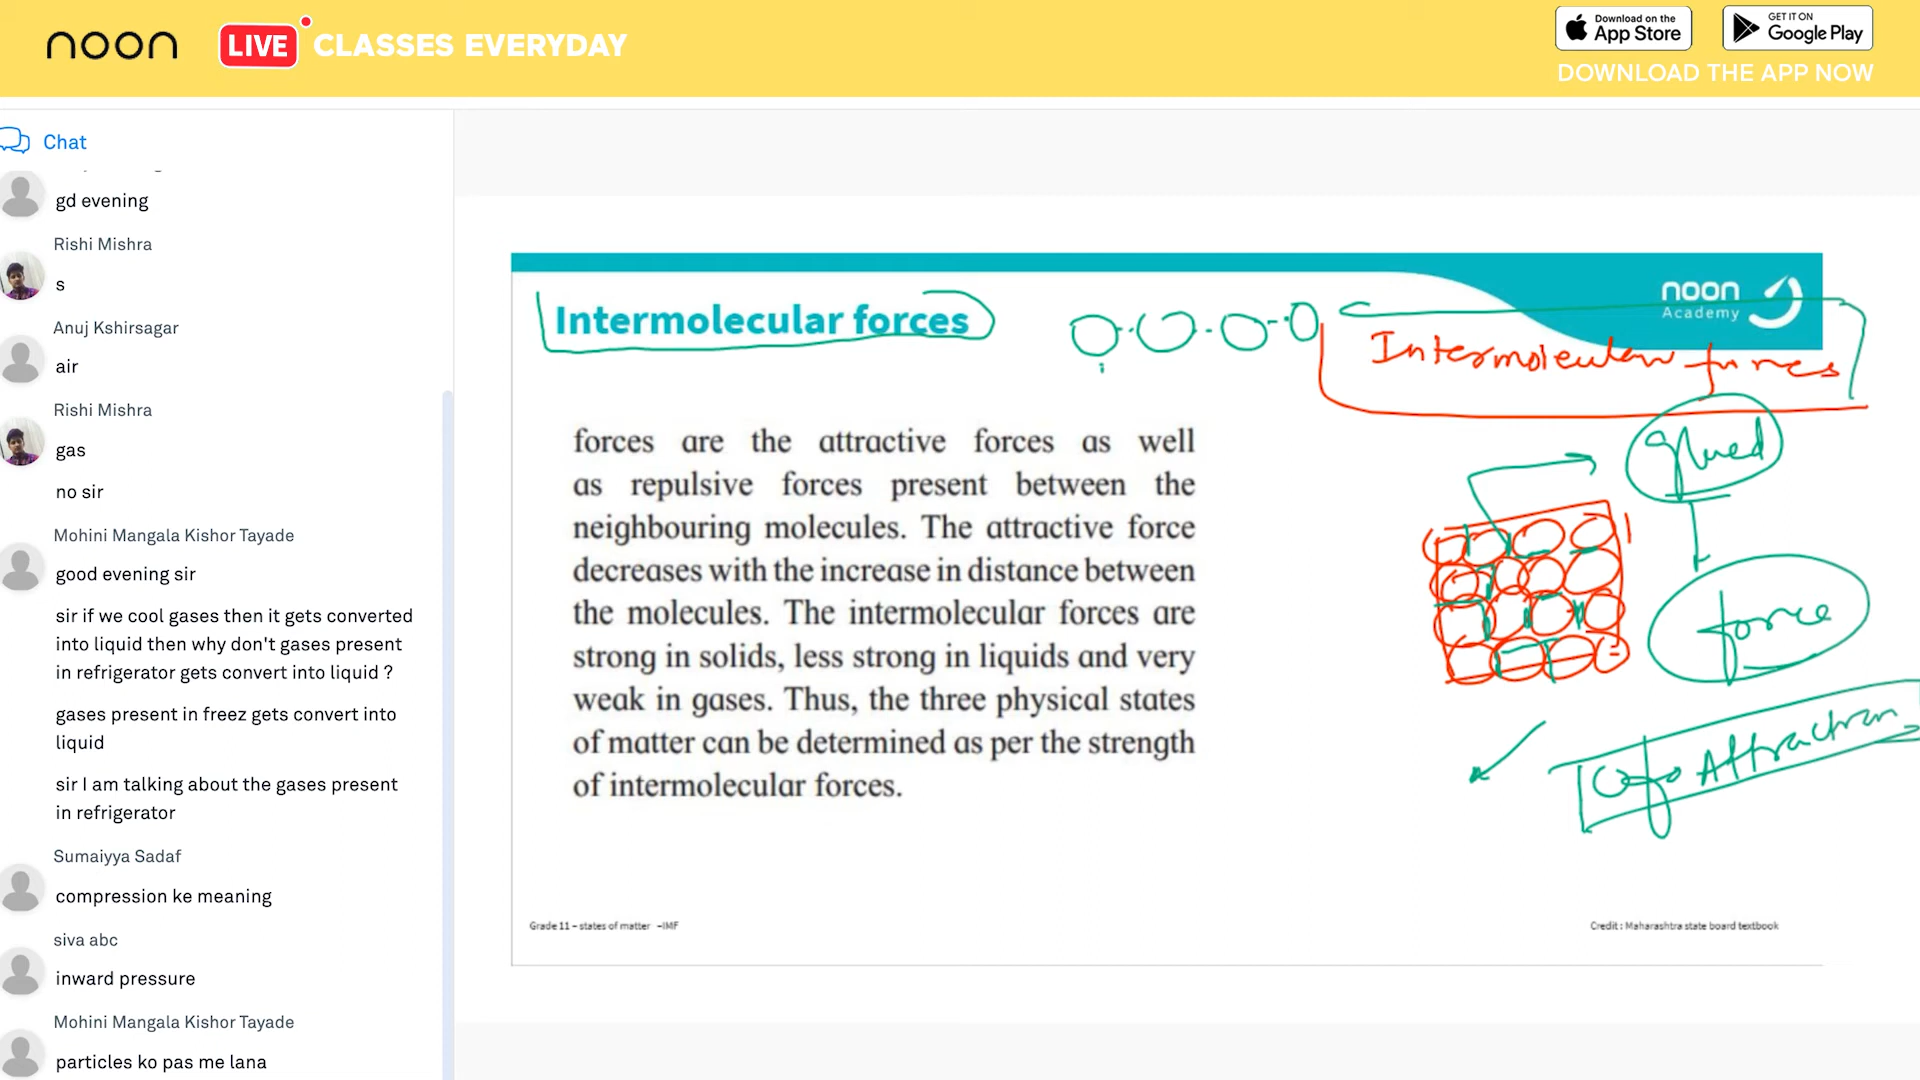 noon LIVE CLASSES EVERYDAY
Download on the App Store
GET IT ON Google Play
DOWNLOAD THE APP NOW
Chat
gd evening
Rishi Mishra
s
Anuj Kshirsagar
air
Rishi Mishra
gas
no sir
Mohini Mangala Kishor Tayade
good evening sir
sir if we cool gases then it gets converted
into liquid then why don't gases present
in refrigerator gets convert into liquid ?
gases present in freez gets convert into
liquid
sir I am talking about the gases present
in refrigerator
Sumaiyya Sadaf
compression ke meaning
siva abc
inward pressure
Mohini Mangala Kishor Tayade
particles ko pas me lana
noon
Academy
Intermolecular forces
Intermolecular forces
forces are the attractive forces as well
as repulsive forces present between the
neighbouring molecules. The attractive force
decreases with the increase in distance between
the molecules. The intermolecular forces are
strong in solids, less strong in liquids and very
weak in gases. Thus, the three physical states
of matter can be determined as per the strength
of intermolecular forces.
glued
force
of Attraction
Grade 11 – states of matter –IMF
Credit : Maharashtra state board textbook